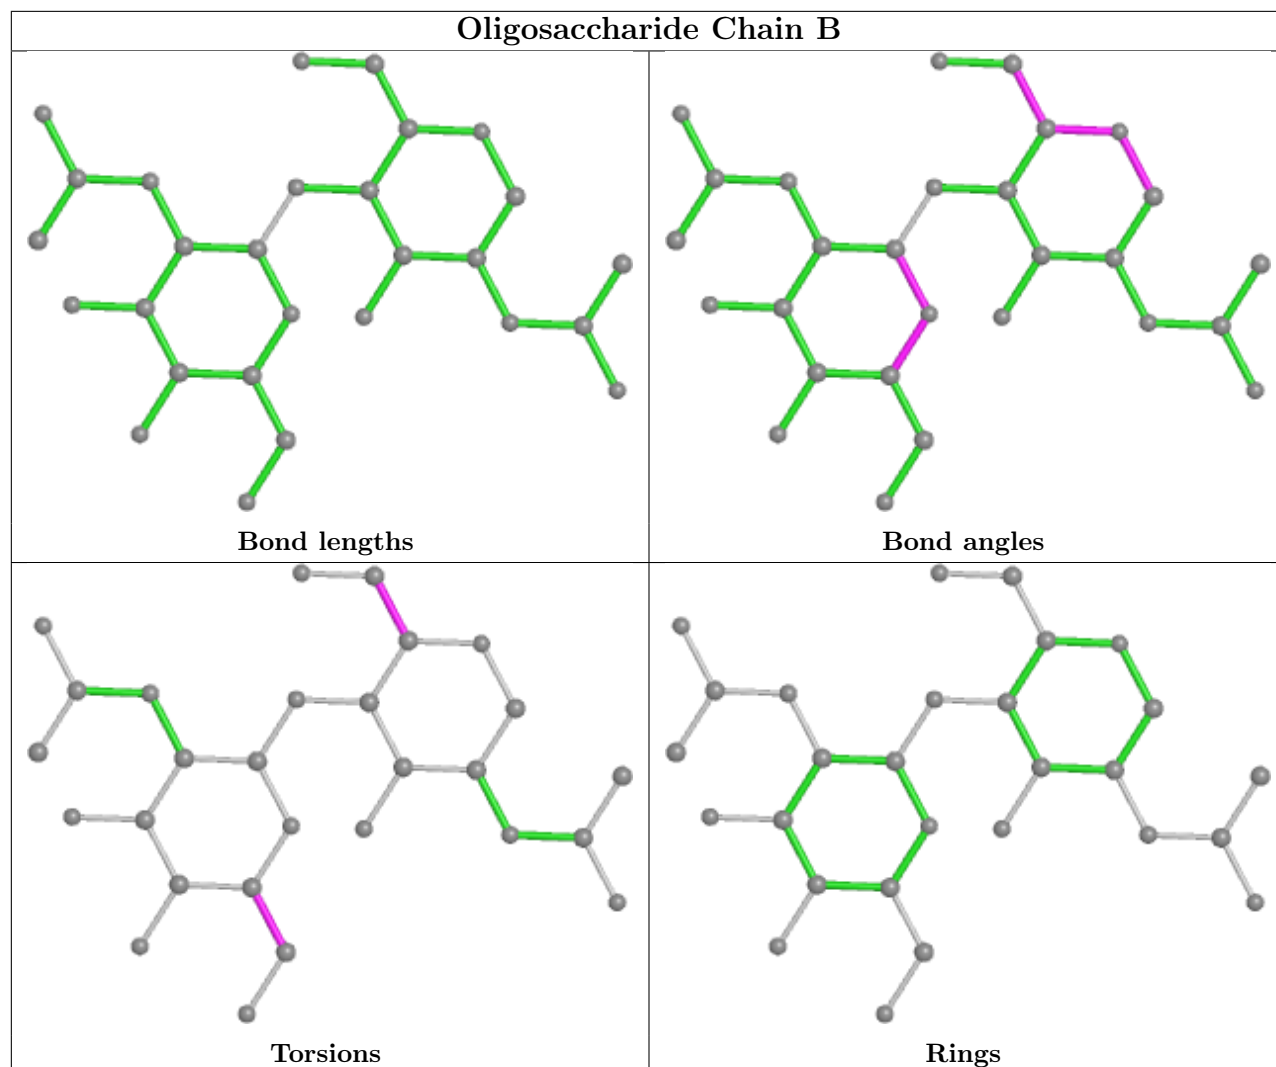 Oligosaccharide Chain B
Bond lengths
Bond angles
Torsions
Rings